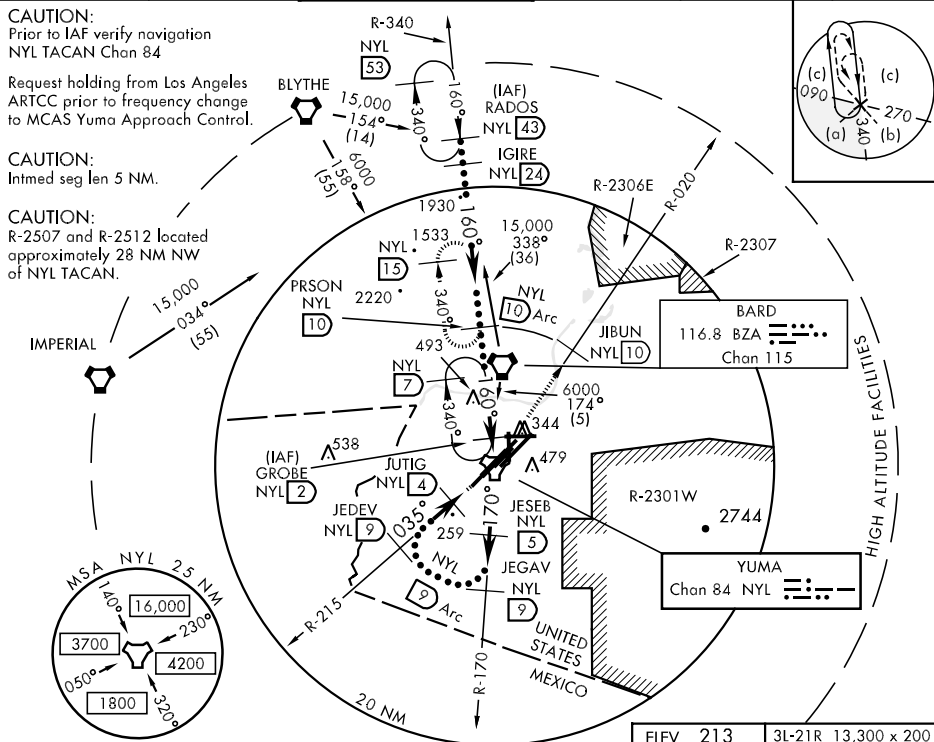 CAUTION:
Prior to IAF verify navigation
NYL TACAN Chan 84
Request holding from Los Angeles
ARTCC prior to frequency change
to MCAS Yuma Approach Control.
CAUTION:
Intmed seg len 5 NM.
CAUTION:
R-2507 and R-2512 located
approximately 28 NM NW
of NYL TACAN.
BLYTHE
15,000
154°
(14)
6000
158°
(55)
R-340
NYL
53
160°
340°
(IAF)
RADOS
NYL 43
IGIRE
NYL 24
(c)
(c)
090
270
(a)
(b)
340
R-2306E
R-020
R-2307
1930
160°
15,000
338°
(36)
1533
NYL
15
2220
340°
PRSON
NYL
10
NYL
10 Arc
JIBUN
NYL 10
BARD
116.8 BZA
Chan 115
15,000
034°
(55)
IMPERIAL
493
NYL
7
160°
340°
6000
174°
(5)
344
538
479
(IAF)
GROBE
NYL 2
JUTIG
NYL 4
JEDEV
NYL 9
035°
259
170°
JESEB
NYL
5
JEGAV
NYL
9
NYL
9 Arc
R-2301W
2744
YUMA
Chan 84 NYL
HIGH ALTITUDE FACILITIES
R-215
R-170
UNITED
STATES
MEXICO
20 NM
MSA NYL 25 NM
140°
16,000
230°
3700
4200
050°
1800
320°
ELEV 213
3L-21R 13,300 x 200